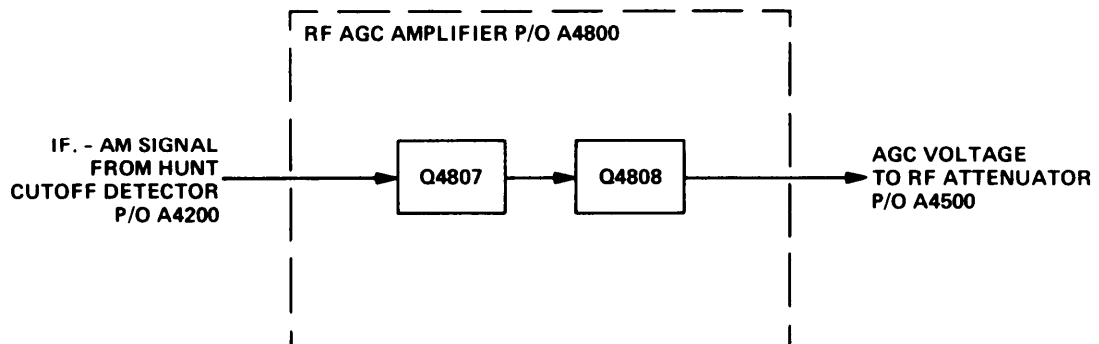 RF AGC AMPLIFIER P/O A4800
IF. - AM SIGNAL
FROM HUNT
CUTOFF DETECTOR
P/O A4200
Q4807
Q4808
AGC VOLTAGE
TO RF ATTENUATOR
P/O A4500